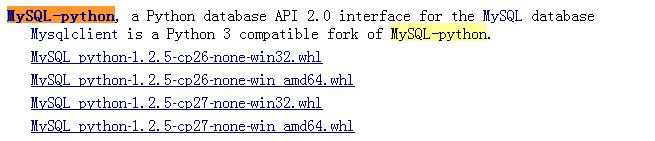 MySQL-python, a Python database API 2.0 interface for the MySQL database
Mysqlclient is a Python 3 compatible fork of MySQL-python.
MySQL_python-1.2.5-cp26-none-win32.whl
MySQL_python-1.2.5-cp26-none-win_amd64.whl
MySQL_python-1.2.5-cp27-none-win32.whl
MySQL_python-1.2.5-cp27-none-win_amd64.whl